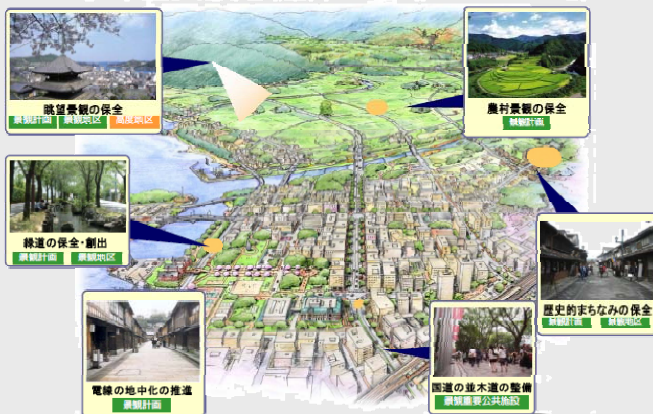 眺望景観の保全
景観計画 景観地区 高度地区
農村景観の保全
景観計画
緑道の保全・創出
景観計画 景観地区
歴史的まちなみの保全
景観計画 景観地区
電線の地中化の推進
景観計画
国道の並木道の整備
景観重要公共施設